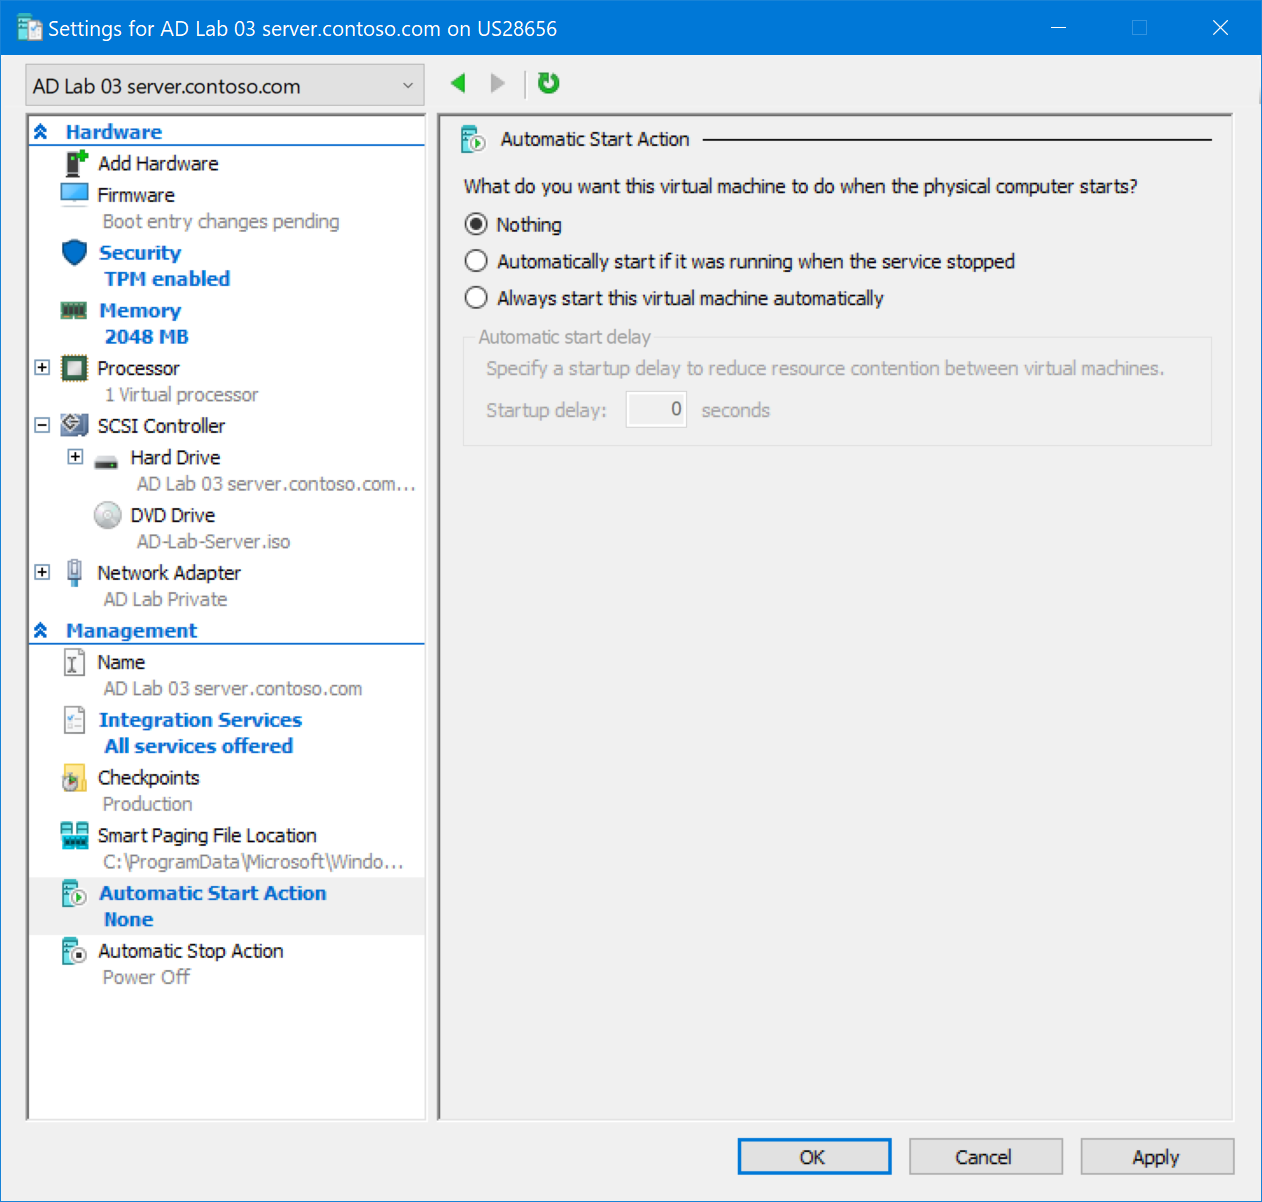 Settings for AD Lab 03 server.contoso.com on US28656
AD Lab 03 server.contoso.com
Hardware
Add Hardware
Firmware
Boot entry changes pending
Security
TPM enabled
Memory
2048 MB
Processor
1 Virtual processor
SCSI Controller
Hard Drive
AD Lab 03 server.contoso.com...
DVD Drive
AD-Lab-Server.iso
Network Adapter
AD Lab Private
Management
Name
AD Lab 03 server.contoso.com
Integration Services
All services offered
Checkpoints
Production
Smart Paging File Location
C:\ProgramData\Microsoft\Windo...
Automatic Start Action
None
Automatic Stop Action
Power Off
Automatic Start Action
What do you want this virtual machine to do when the physical computer starts?
Nothing
Automatically start if it was running when the service stopped
Always start this virtual machine automatically
Automatic start delay
Specify a startup delay to reduce resource contention between virtual machines.
Startup delay: 0 seconds
OK Cancel Apply